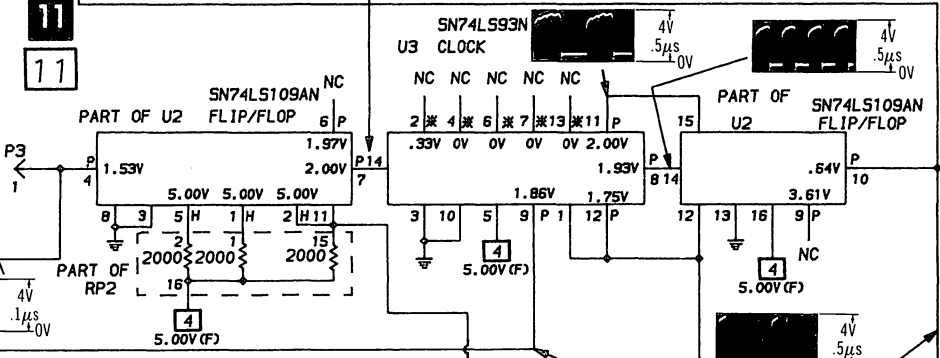 11
11
SN74LS93N
U3 CLOCK
4V
.5µs
0V
4V
.5µs
0V
NC NC NC NC NC NC
SN74LS109AN
PART OF U2 FLIP/FLOP
6 P
2 ※ 4 ※ 6 ※ 7 ※ 13 ※ 11 P
15
PART OF
U2
SN74LS109AN
FLIP/FLOP
P3
1
P
4
1.53V
1.97V
2.00V
5.00V 5.00V 5.00V
P 14
7
.33V 0V 0V 0V 0V 2.00V
1.93V
1.86V
1.75V
P
8 14
.64V
3.61V
P
10
8 3 5 H 1 H 2 H 11
3 10 5 9 P 1 12 P
12 13 16 9 P
NC
2 1 15
2000 2000 2000
PART OF
RP2
16
4
5.00V(F)
4
5.00V(F)
4
5.00V(F)
4V
.1µs
0V
4V
.5µs